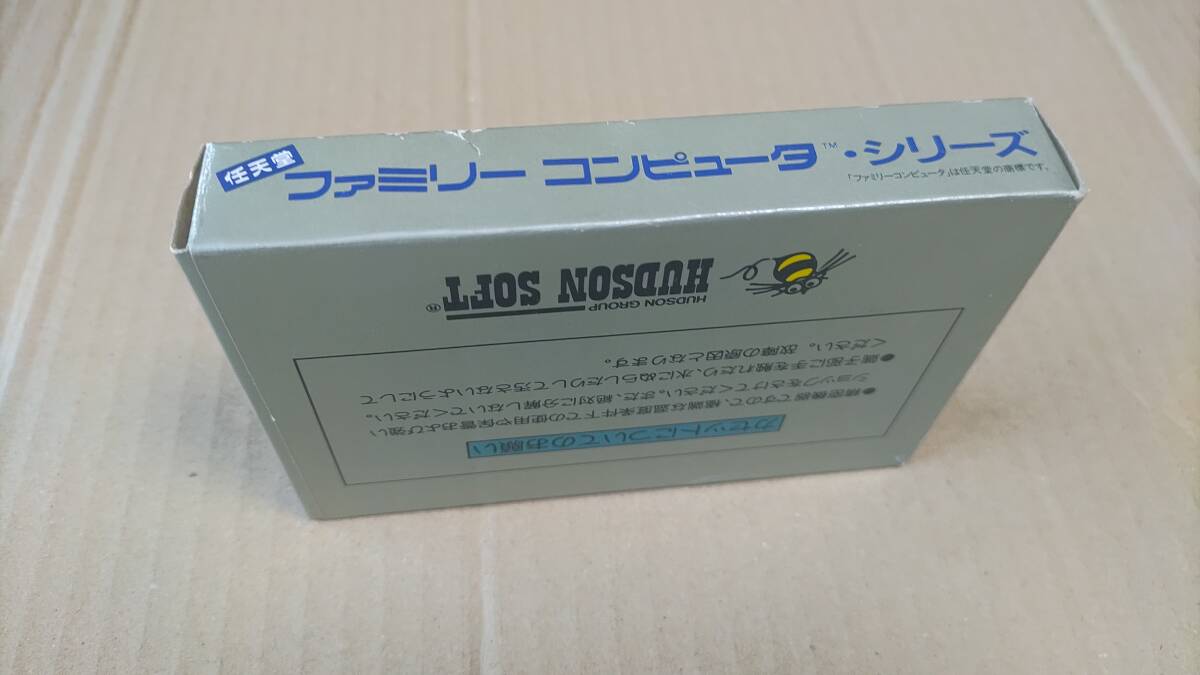 任天堂
ファミリー コンピュータ™・シリーズ
「ファミリーコンピュータ」は任天堂の商標です。
HUDSON GROUP
HUDSON SOFT®
カセットについてのお願い
●精密機器ですので、極端な温度条件下での使用や保管および強い
ショックをさけてください。また、絶対に分解しないでください。
●端子部に手を触れたり、水にぬらしたりして汚さないようにして
ください。故障の原因となります。